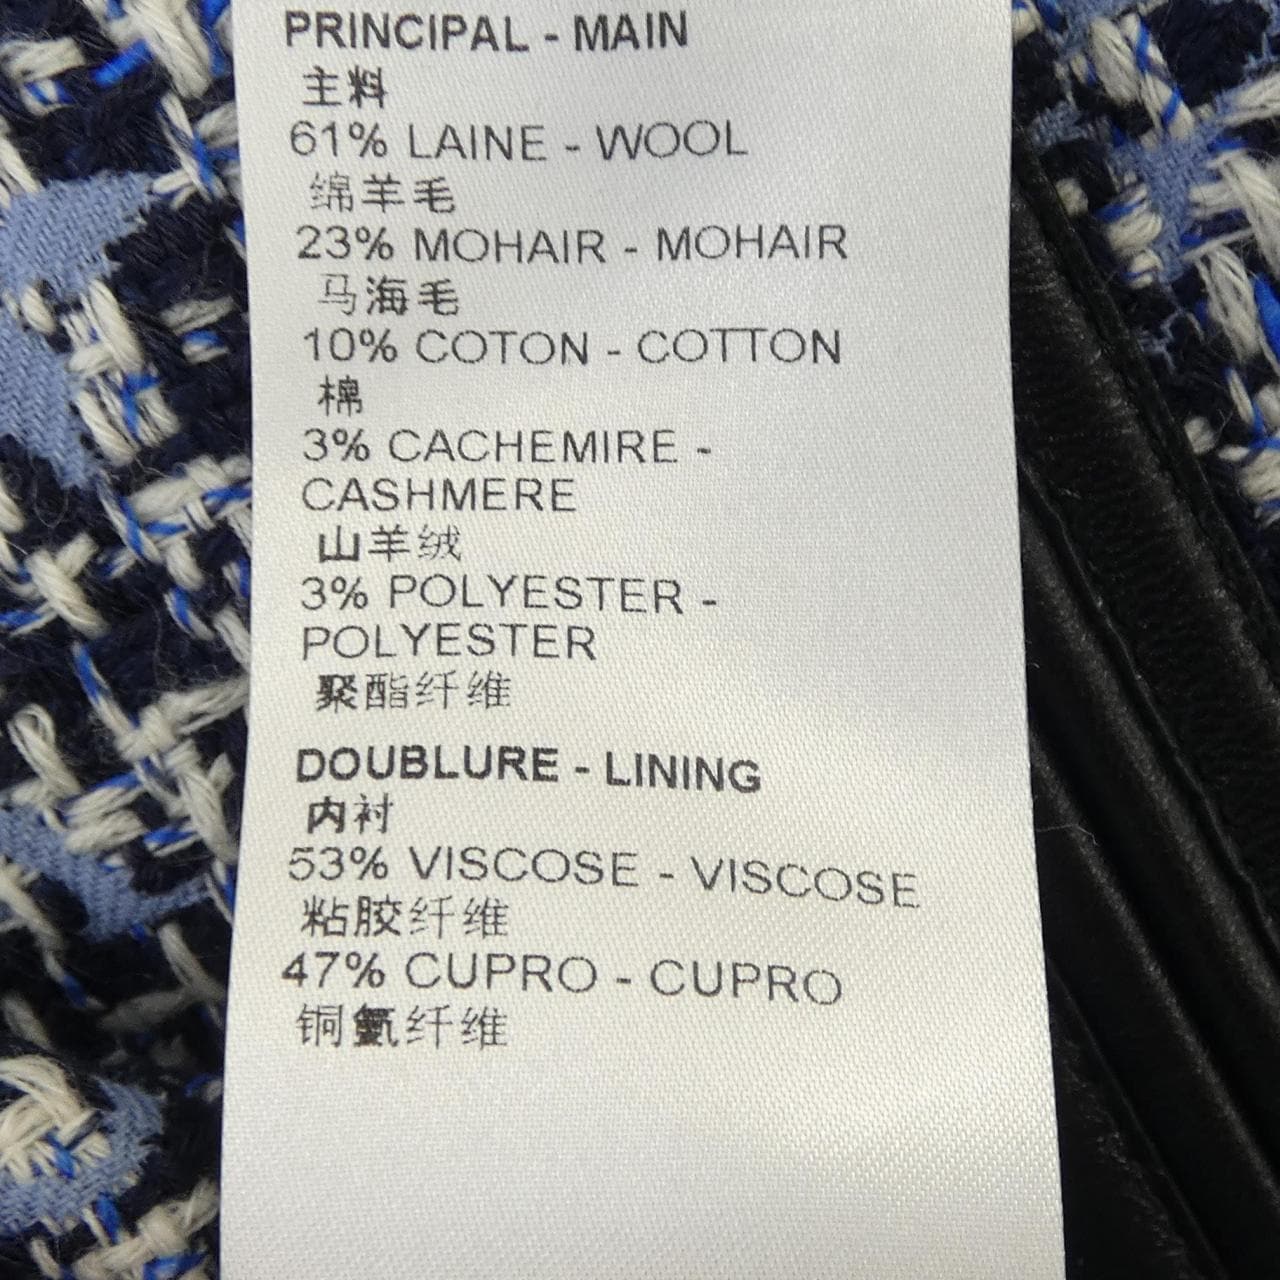 PRINCIPAL - MAIN
主料
61% LAINE - WOOL
绵羊毛
23% MOHAIR - MOHAIR
马海毛
10% COTON - COTTON
棉
3% CACHEMIRE -
CASHMERE
山羊绒
3% POLYESTER -
POLYESTER
聚酯纤维
DOUBLURE - LINING
内衬
53% VISCOSE - VISCOSE
粘胶纤维
47% CUPRO - CUPRO
铜氨纤维